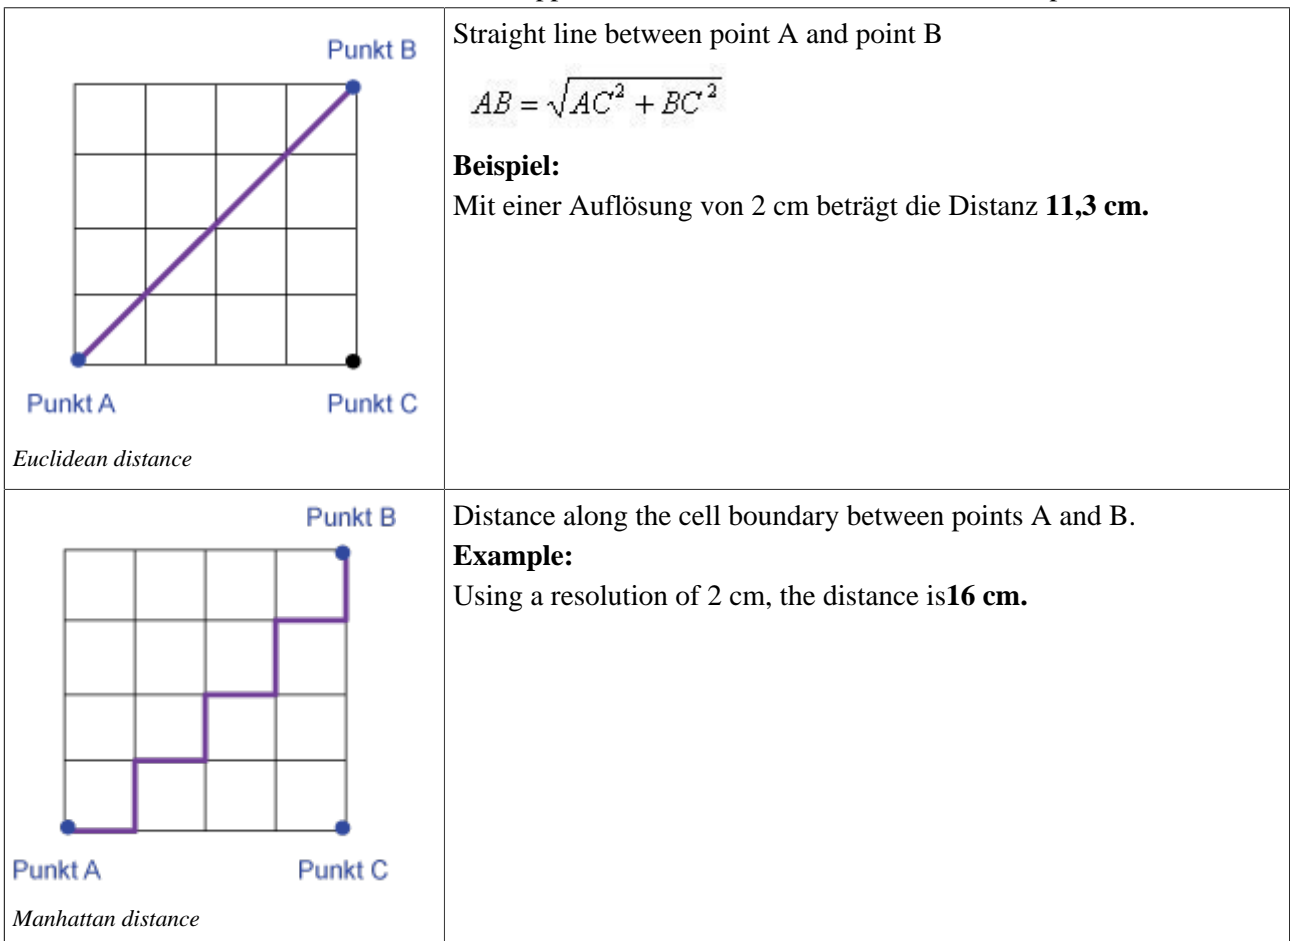 Punkt B
Punkt A Punkt C
Euclidean distance
Straight line between point A and point B
AB = √AC² + BC²
Beispiel:
Mit einer Auflösung von 2 cm beträgt die Distanz 11,3 cm.
Punkt B
Punkt A Punkt C
Manhattan distance
Distance along the cell boundary between points A and B.
Example:
Using a resolution of 2 cm, the distance is16 cm.